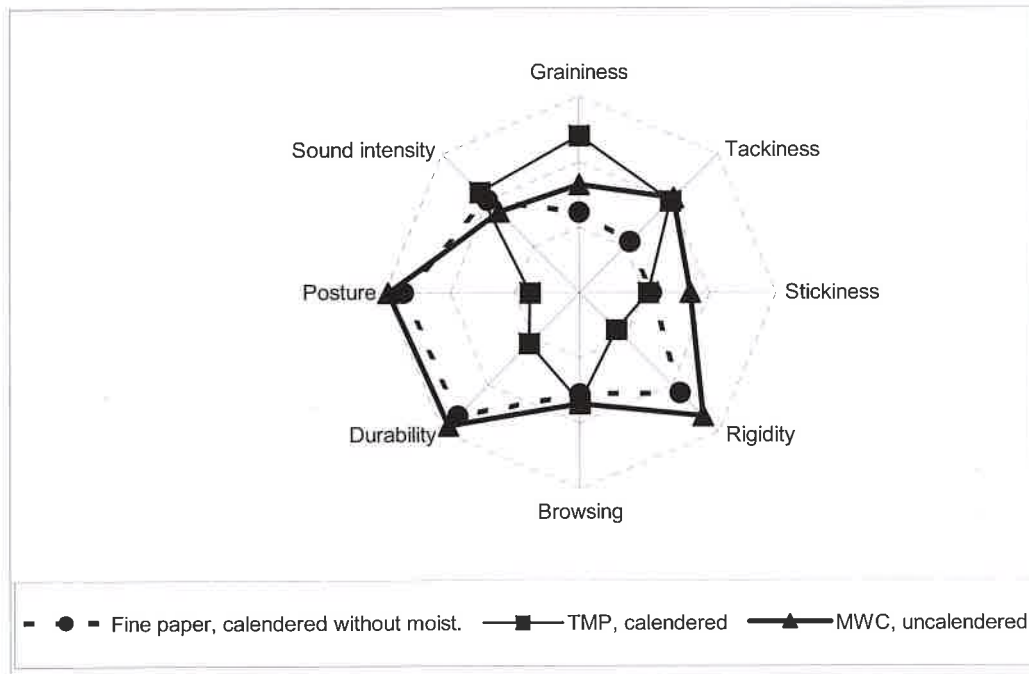 Graininess
Sound intensity
Tackiness
Posture
Stickiness
Durability
Rigidity
Browsing
Fine paper, calendered without moist. TMP, calendered MWC, uncalendered